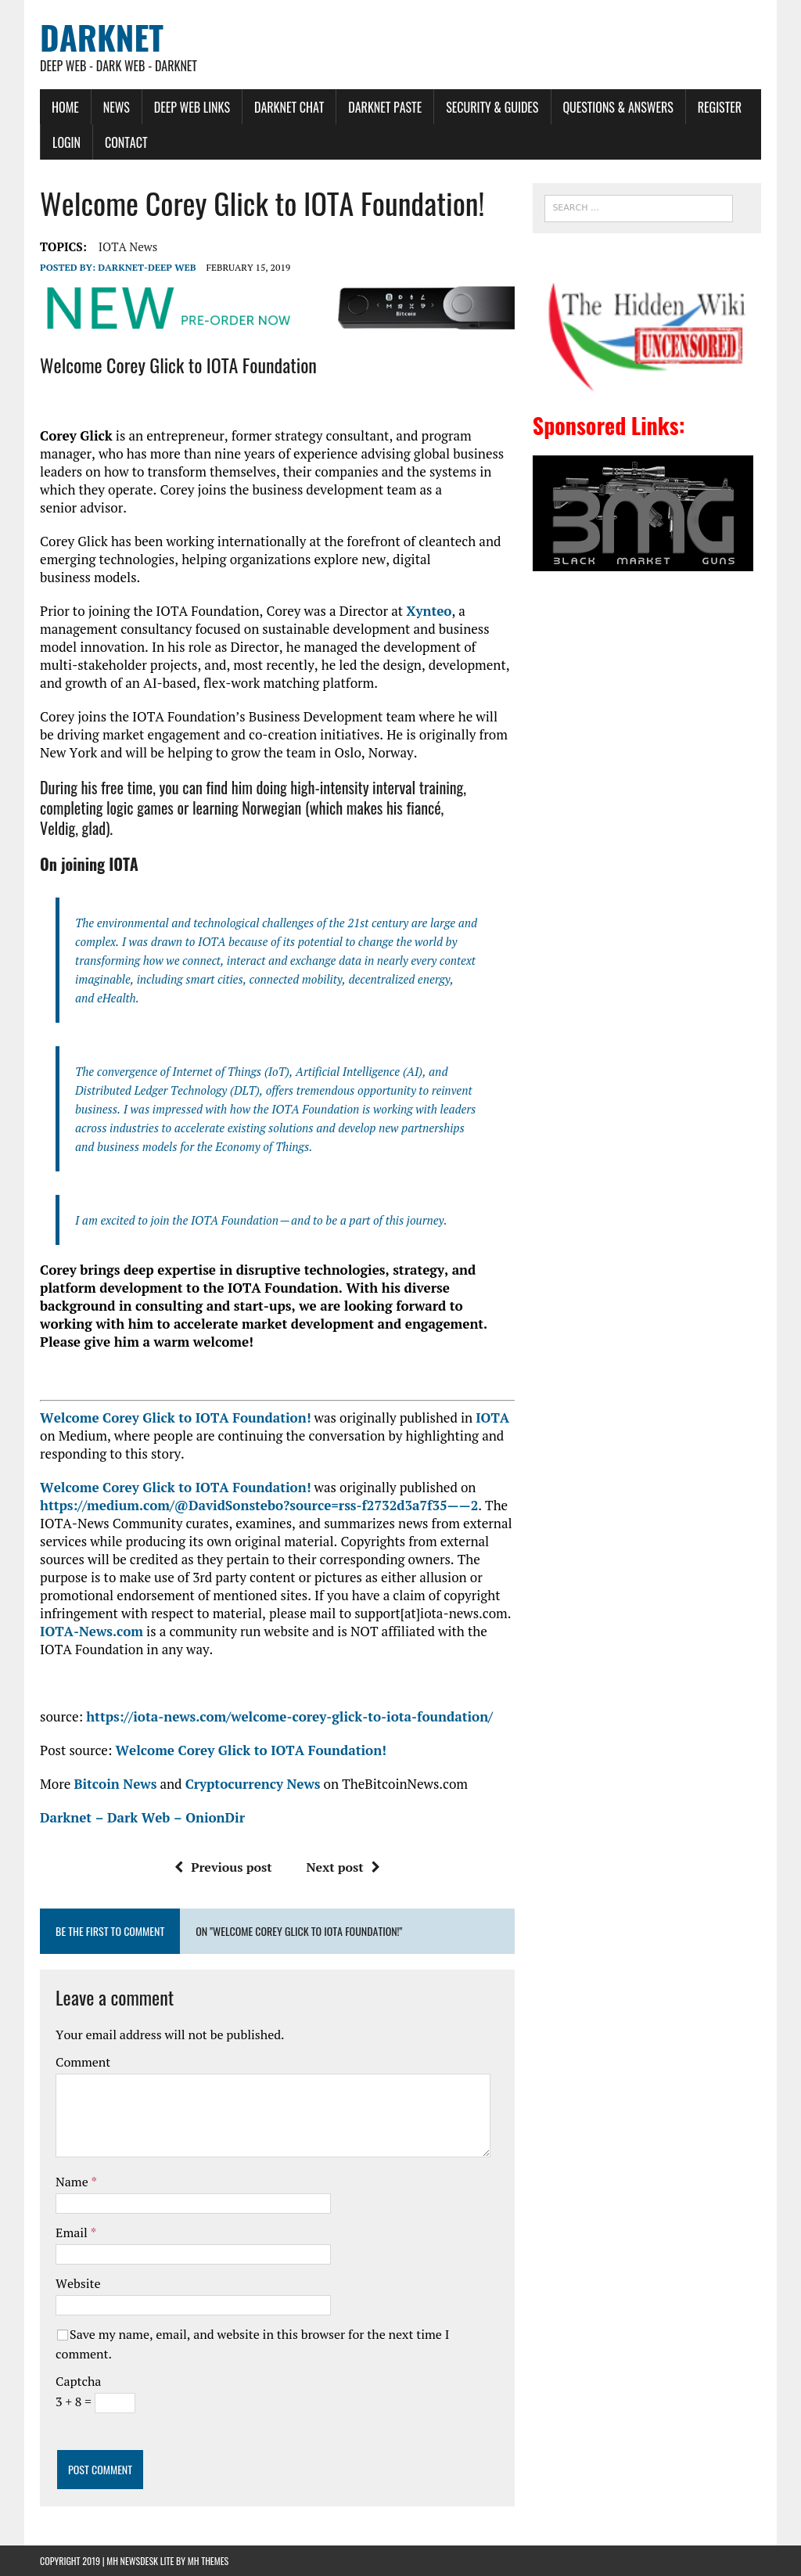 DARKNET
DEEP WEB - DARK WEB - DARKNET
HOME NEWS DEEP WEB LINKS DARKNET CHAT DARKNET PASTE SECURITY & GUIDES QUESTIONS & ANSWERS REGISTER
LOGIN CONTACT
Welcome Corey Glick to IOTA Foundation!
TOPICS: IOTA News
POSTED BY: DARKNET-DEEP WEB FEBRUARY 15, 2019
NEW PRE-ORDER NOW
Bitcoin
Welcome Corey Glick to IOTA Foundation
Corey Glick is an entrepreneur, former strategy consultant, and program
manager, who has more than nine years of experience advising global business
leaders on how to transform themselves, their companies and the systems in
which they operate. Corey joins the business development team as a
senior advisor.
Corey Glick has been working internationally at the forefront of cleantech and
emerging technologies, helping organizations explore new, digital
business models.
Prior to joining the IOTA Foundation, Corey was a Director at Xynteo, a
management consultancy focused on sustainable development and business
model innovation. In his role as Director, he managed the development of
multi-stakeholder projects, and, most recently, he led the design, development,
and growth of an AI-based, flex-work matching platform.
Corey joins the IOTA Foundation’s Business Development team where he will
be driving market engagement and co-creation initiatives. He is originally from
New York and will be helping to grow the team in Oslo, Norway.
During his free time, you can find him doing high-intensity interval training,
completing logic games or learning Norwegian (which makes his fiancé,
Veldig, glad).
On joining IOTA
The environmental and technological challenges of the 21st century are large and
complex. I was drawn to IOTA because of its potential to change the world by
transforming how we connect, interact and exchange data in nearly every context
imaginable, including smart cities, connected mobility, decentralized energy,
and eHealth.
The convergence of Internet of Things (IoT), Artificial Intelligence (AI), and
Distributed Ledger Technology (DLT), offers tremendous opportunity to reinvent
business. I was impressed with how the IOTA Foundation is working with leaders
across industries to accelerate existing solutions and develop new partnerships
and business models for the Economy of Things.
I am excited to join the IOTA Foundation — and to be a part of this journey.
Corey brings deep expertise in disruptive technologies, strategy, and
platform development to the IOTA Foundation. With his diverse
background in consulting and start-ups, we are looking forward to
working with him to accelerate market development and engagement.
Please give him a warm welcome!
Welcome Corey Glick to IOTA Foundation! was originally published in IOTA
on Medium, where people are continuing the conversation by highlighting and
responding to this story.
Welcome Corey Glick to IOTA Foundation! was originally published on
https://medium.com/@DavidSonstebo?source=rss-f2732d3a7f35——2. The
IOTA-News Community curates, examines, and summarizes news from external
services while producing its own original material. Copyrights from external
sources will be credited as they pertain to their corresponding owners. The
purpose is to make use of 3rd party content or pictures as either allusion or
promotional endorsement of mentioned sites. If you have a claim of copyright
infringement with respect to material, please mail to support[at]iota-news.com.
IOTA-News.com is a community run website and is NOT affiliated with the
IOTA Foundation in any way.
source: https://iota-news.com/welcome-corey-glick-to-iota-foundation/
Post source: Welcome Corey Glick to IOTA Foundation!
More Bitcoin News and Cryptocurrency News on TheBitcoinNews.com
Darknet – Dark Web – OnionDir
Previous post Next post
BE THE FIRST TO COMMENT ON "WELCOME COREY GLICK TO IOTA FOUNDATION!"
Leave a comment
Your email address will not be published.
Comment
Name *
Email *
Website
Save my name, email, and website in this browser for the next time I
comment.
Captcha
3 + 8 =
POST COMMENT
SEARCH ...
The Hidden Wiki
UNCENSORED
Sponsored Links:
BMG
BLACK MARKET GUNS
COPYRIGHT 2019 | MH NEWSDESK LITE BY MH THEMES